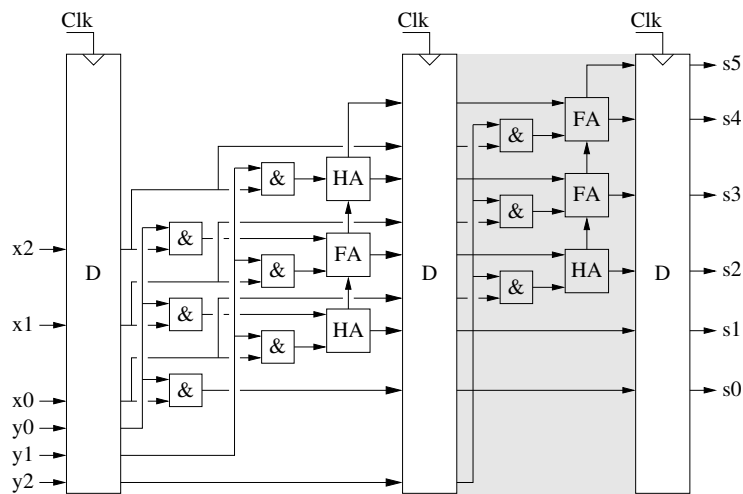 Clk Clk Clk
s5
FA s4
&
& HA
FA s3
&
&
x2 D & FA D HA s2 D
&
&
x1 & HA s1
&
x0 & s0
y0
y1
y2